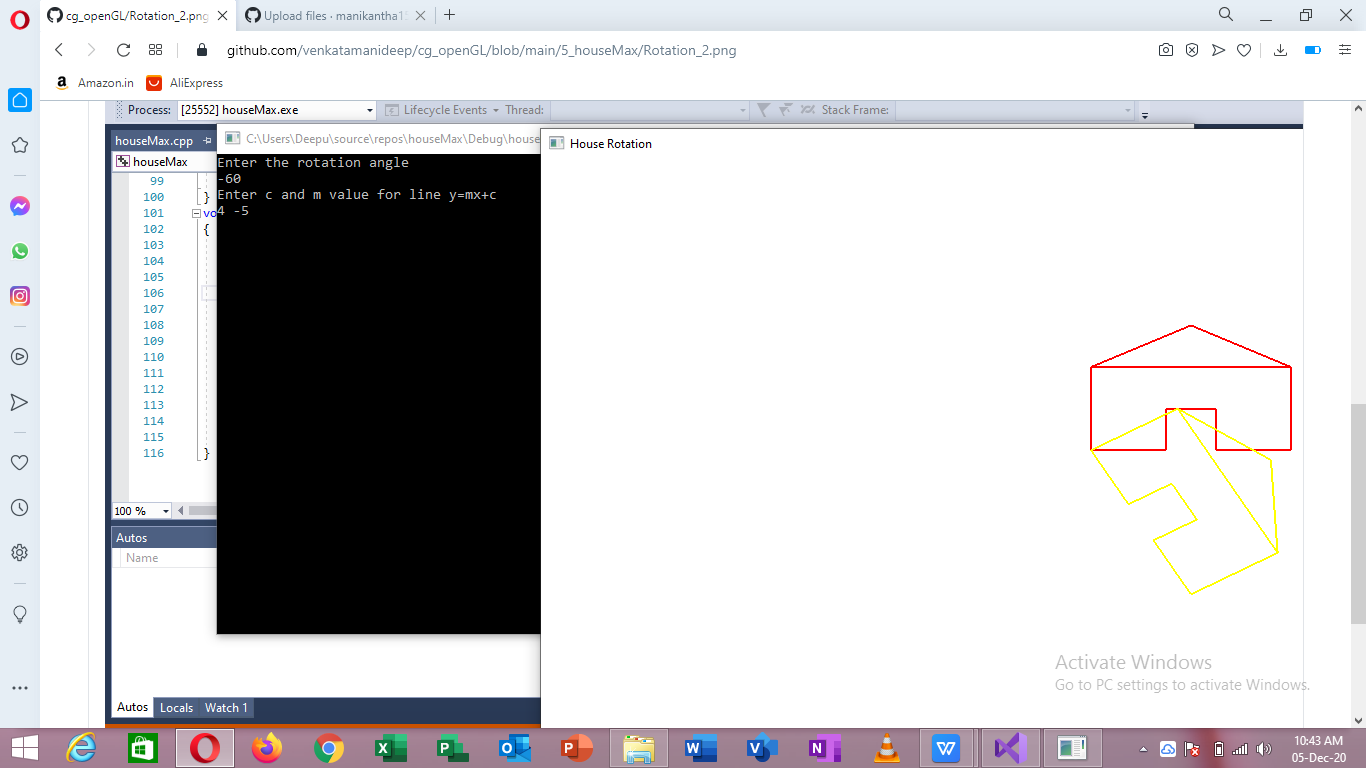 cg_openGL/Rotation_2.png
Upload files · manikantha1
github.com/venkatamanideep/cg_openGL/blob/main/5_houseMax/Rotation_2.png
Amazon.in
AliExpress
Process: [25552] houseMax.exe Lifecycle Events Thread: Stack Frame:
houseMax.cpp
C:\Users\Deepu\source\repos\houseMax\Debug\house
House Rotation
houseMax
Enter the rotation angle
-60
Enter c and m value for line y=mx+c
4 -5
99
100 }
101 vo
102 {
103
104
105
106
107
108
109
110
111
112
113
114
115
116 }
100 %
Autos
Name
Autos Locals Watch 1
Activate Windows
Go to PC settings to activate Windows.
10:43 AM
05-Dec-20